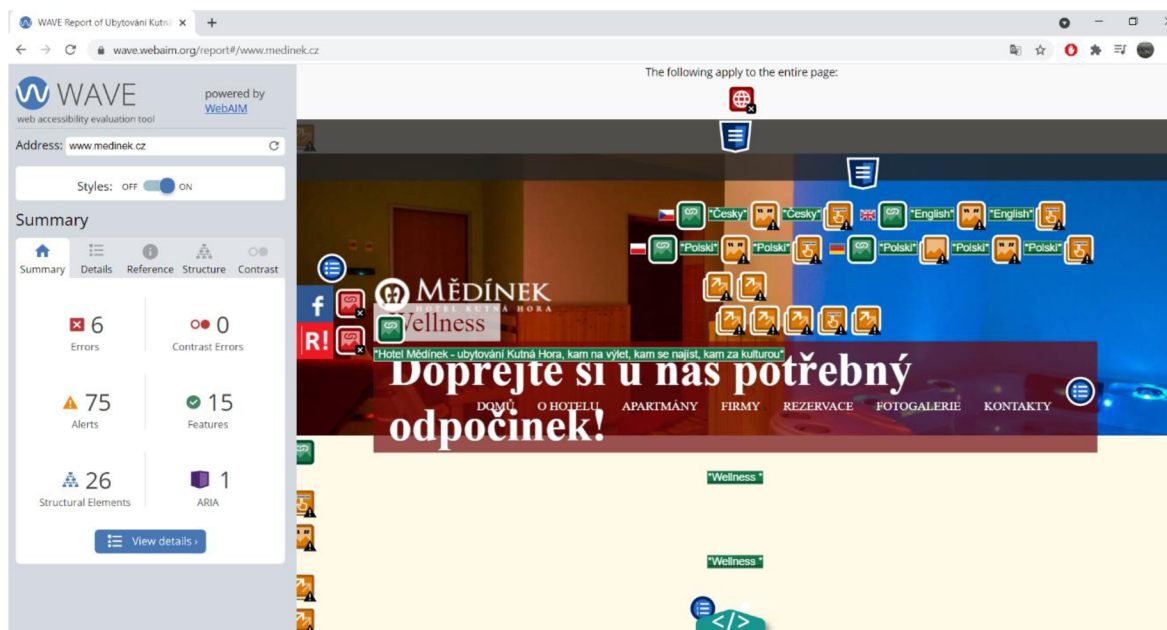 WAVE Report of Ubytování Kutná
wave.webaim.org/report#/www.medinek.cz
WAVE
powered by
WebAIM
web accessibility evaluation tool
Address: www.medinek.cz
Styles: OFF ON
Summary
Summary Details Reference Structure Contrast
6
Errors
0
Contrast Errors
75
Alerts
15
Features
26
Structural Elements
1
ARIA
View details ›
The following apply to the entire page:
*Česky* *Česky* *English* *English*
*Polski* *Polski* *Polski* *Polski* *Polski*
f
R!
MĚDÍNEK
HOTEL KUTNÁ HORA
Wellness
*Hotel Mědínek - ubytování Kutná Hora, kam na výlet, kam se najíst, kam za kulturou*
Dopřejte si u nás potřebný
odpočinek!
DOMŮ O HOTELU APARTMÁNY FIRMY REZERVACE FOTOGALERIE KONTAKTY
*Wellness *
*Wellness *
</>